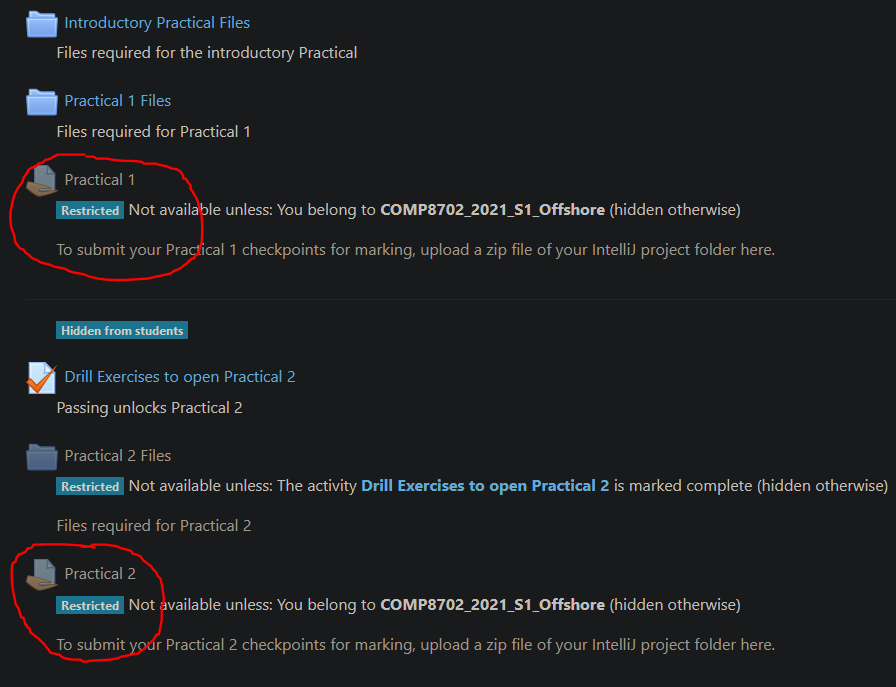 Introductory Practical Files
Files required for the introductory Practical
Practical 1 Files
Files required for Practical 1
Practical 1
Restricted Not available unless: You belong to COMP8702_2021_S1_Offshore (hidden otherwise)
To submit your Practical 1 checkpoints for marking, upload a zip file of your IntelliJ project folder here.
Hidden from students
Drill Exercises to open Practical 2
Passing unlocks Practical 2
Practical 2 Files
Restricted Not available unless: The activity Drill Exercises to open Practical 2 is marked complete (hidden otherwise)
Files required for Practical 2
Practical 2
Restricted Not available unless: You belong to COMP8702_2021_S1_Offshore (hidden otherwise)
To submit your Practical 2 checkpoints for marking, upload a zip file of your IntelliJ project folder here.